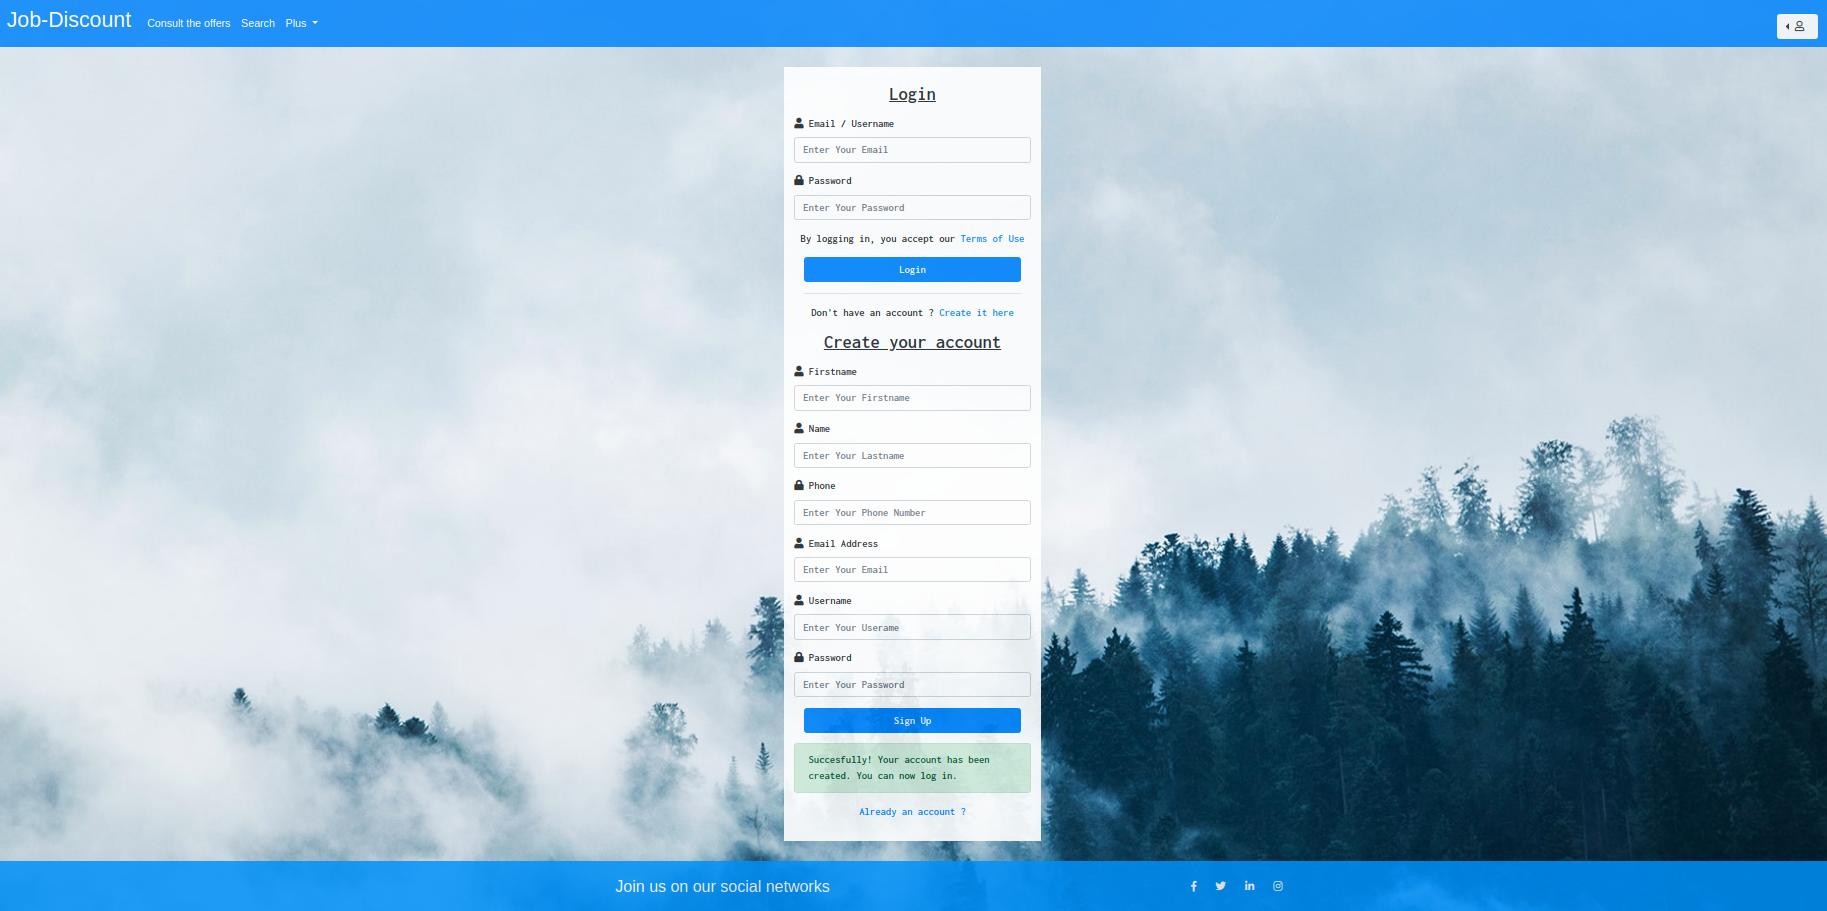 Job-Discount
Consult the offers
Search
Plus
Login
Email / Username
Enter Your Email
Password
Enter Your Password
By logging in, you accept our Terms of Use
Login
Don't have an account ? Create it here
Create your account
Firstname
Enter Your Firstname
Name
Enter Your Lastname
Phone
Enter Your Phone Number
Email Address
Enter Your Email
Username
Enter Your Userame
Password
Enter Your Password
Sign Up
Succesfully! Your account has been
created. You can now log in.
Already an account ?
Join us on our social networks